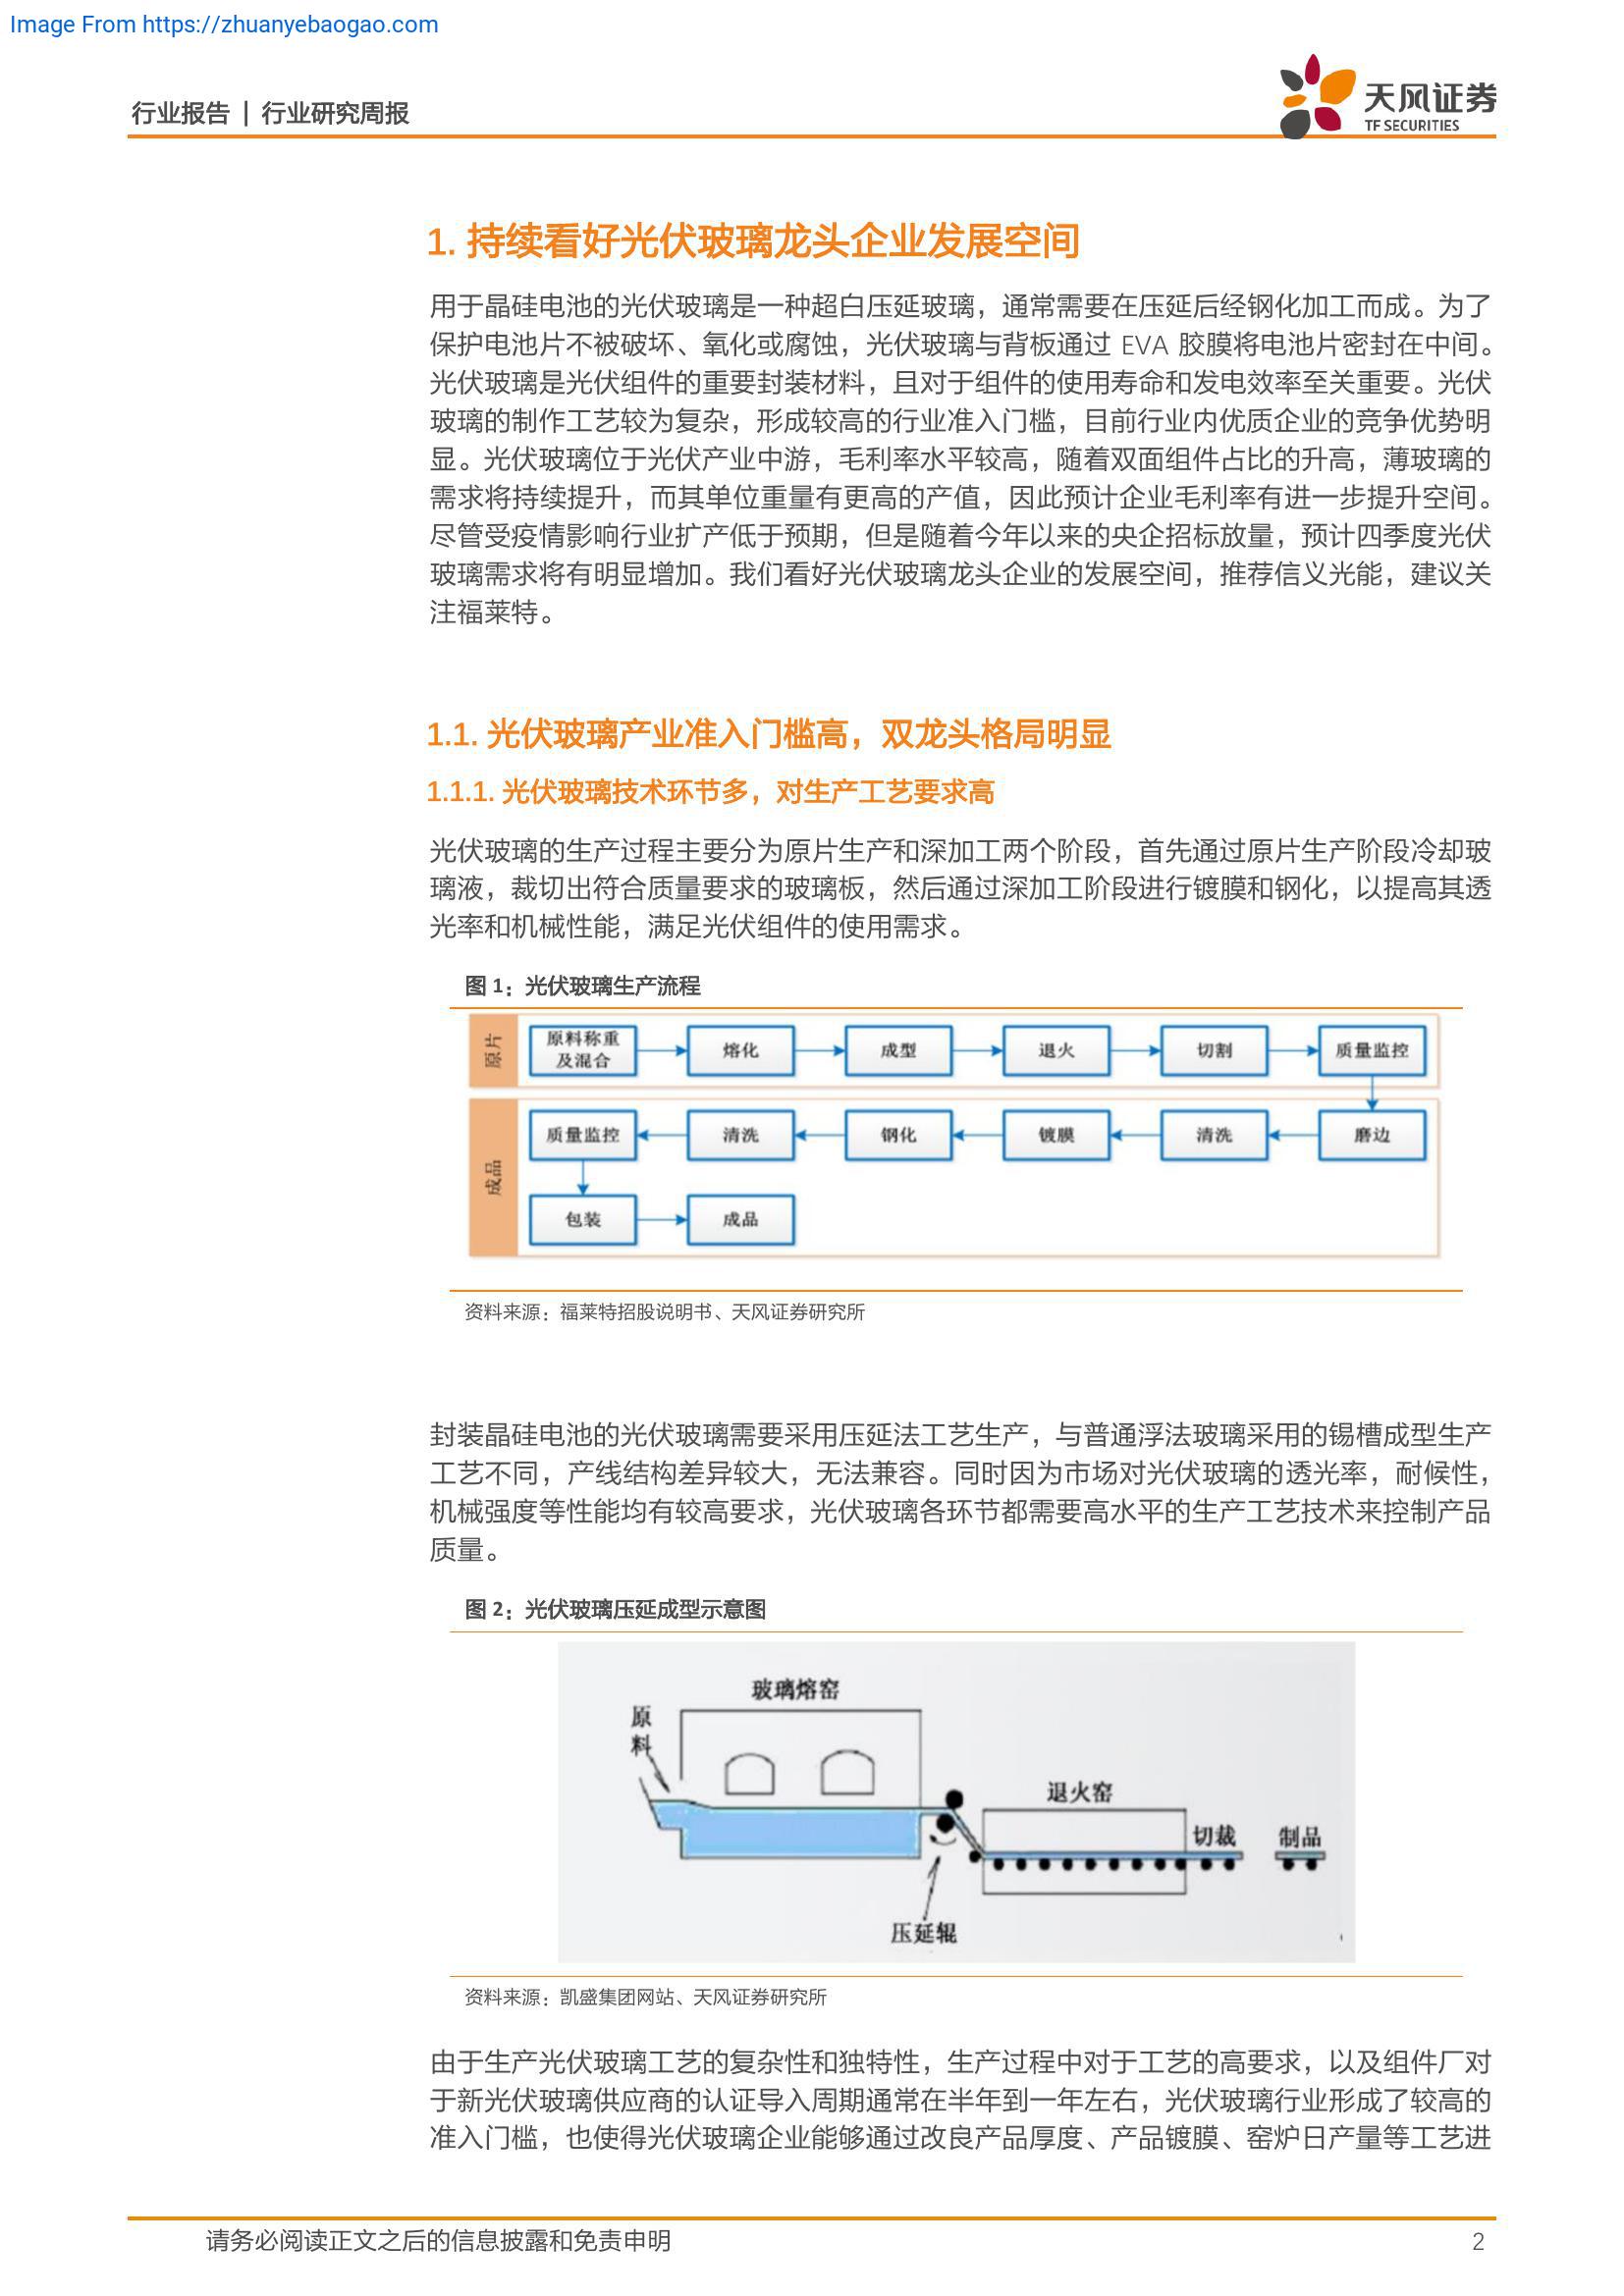 Image From https://zhuanyebaogao.com
行业报告 | 行业研究周报
天风证券
TF SECURITIES
1. 持续看好光伏玻璃龙头企业发展空间
用于晶硅电池的光伏玻璃是一种超白压延玻璃，通常需要在压延后经钢化加工而成。为了
保护电池片不被破坏、氧化或腐蚀，光伏玻璃与背板通过 EVA 胶膜将电池片密封在中间。
光伏玻璃是光伏组件的重要封装材料，且对于组件的使用寿命和发电效率至关重要。光伏
玻璃的制作工艺较为复杂，形成较高的行业准入门槛，目前行业内优质企业的竞争优势明
显。光伏玻璃位于光伏产业中游，毛利率水平较高，随着双面组件占比的升高，薄玻璃的
需求将持续提升，而其单位重量有更高的产值，因此预计企业毛利率有进一步提升空间。
尽管受疫情影响行业扩产低于预期，但是随着今年以来的央企招标放量，预计四季度光伏
玻璃需求将有明显增加。我们看好光伏玻璃龙头企业的发展空间，推荐信义光能，建议关
注福莱特。
1.1. 光伏玻璃产业准入门槛高，双龙头格局明显
1.1.1. 光伏玻璃技术环节多，对生产工艺要求高
光伏玻璃的生产过程主要分为原片生产和深加工两个阶段，首先通过原片生产阶段冷却玻
璃液，裁切出符合质量要求的玻璃板，然后通过深加工阶段进行镀膜和钢化，以提高其透
光率和机械性能，满足光伏组件的使用需求。
图 1：光伏玻璃生产流程
原片
原料称重
及混合
熔化
成型
退火
切割
质量监控
成品
质量监控
清洗
钢化
镀膜
清洗
磨边
包装
成品
资料来源：福莱特招股说明书、天风证券研究所
封装晶硅电池的光伏玻璃需要采用压延法工艺生产，与普通浮法玻璃采用的锡槽成型生产
工艺不同，产线结构差异较大，无法兼容。同时因为市场对光伏玻璃的透光率，耐候性，
机械强度等性能均有较高要求，光伏玻璃各环节都需要高水平的生产工艺技术来控制产品
质量。
图 2：光伏玻璃压延成型示意图
玻璃熔窑
原
料
退火窑
切裁
制品
压延辊
资料来源：凯盛集团网站、天风证券研究所
由于生产光伏玻璃工艺的复杂性和独特性，生产过程中对于工艺的高要求，以及组件厂对
于新光伏玻璃供应商的认证导入周期通常在半年到一年左右，光伏玻璃行业形成了较高的
准入门槛，也使得光伏玻璃企业能够通过改良产品厚度、产品镀膜、窑炉日产量等工艺进
请务必阅读正文之后的信息披露和免责申明
2